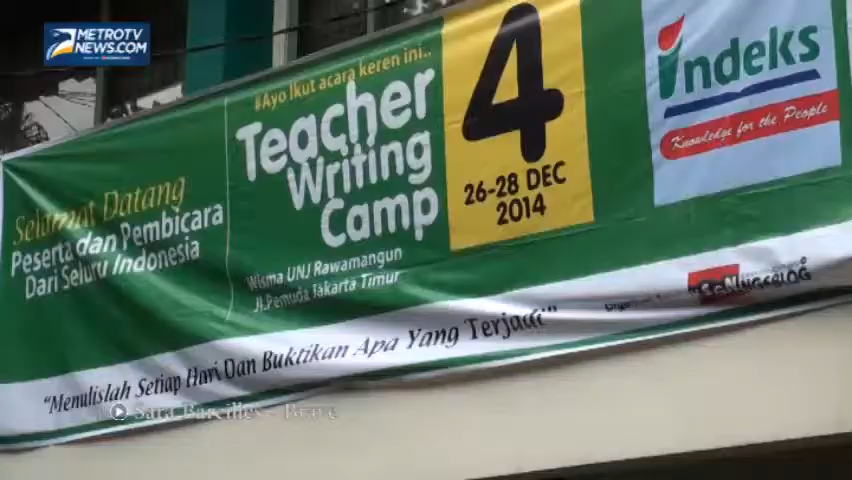 METROTV
NEWS.COM
Selamat Datang
Peserta dan Pembicara
Dari Seluru Indonesia
#Ayo Ikut acara keren ini..
Teacher
Writing
Camp
Wisma UNJ Rawamangun
Jl.Pemuda Jakarta Timur
4
26-28 DEC
2014
indeks
Knowledge for the People
"Menulislah Setiap Hari Dan Buktikan Apa Yang Terjadi"
Sara Bareilles - Brave